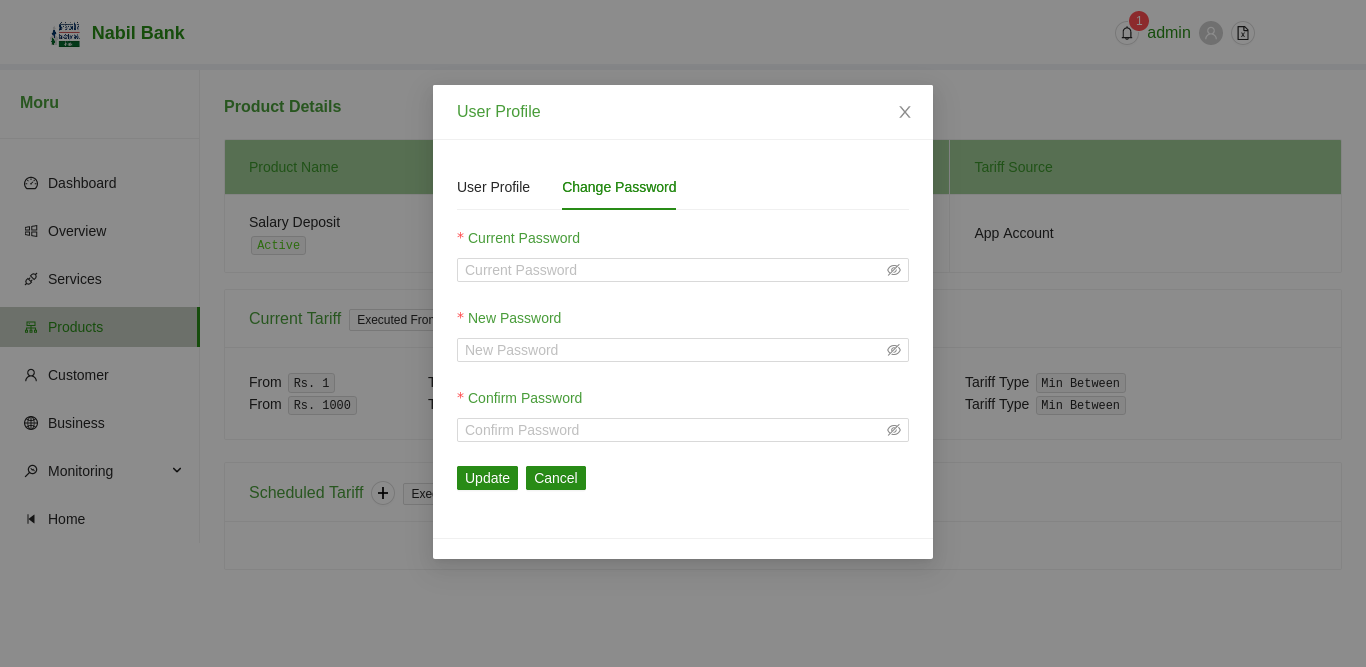 Nabil Bank
1
admin
Moru
Dashboard
Overview
Services
Products
Customer
Business
Monitoring
Home
Product Details
Product Name
Tariff Source
Salary Deposit
Active
App Account
Current Tariff
From Rs. 1
Tariff Type Min Between
From Rs. 1000
Tariff Type Min Between
Scheduled Tariff
User Profile
User Profile
Change Password
* Current Password
Current Password
* New Password
New Password
* Confirm Password
Confirm Password
Update
Cancel